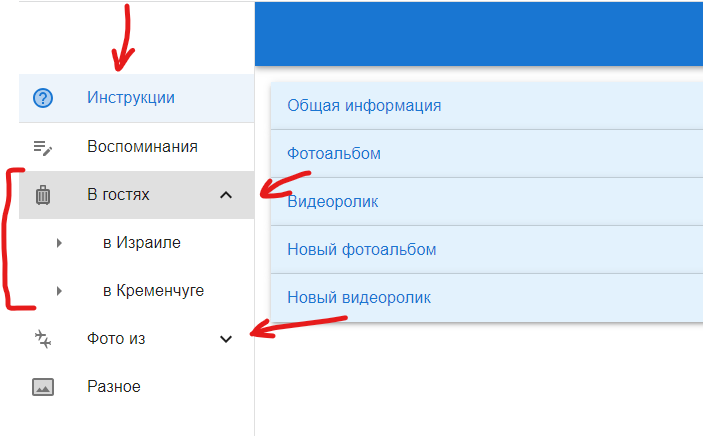 Инструкции
Воспоминания
В гостях
в Израиле
в Кременчуге
Фото из
Разное
Общая информация
Фотоальбом
Видеоролик
Новый фотоальбом
Новый видеоролик